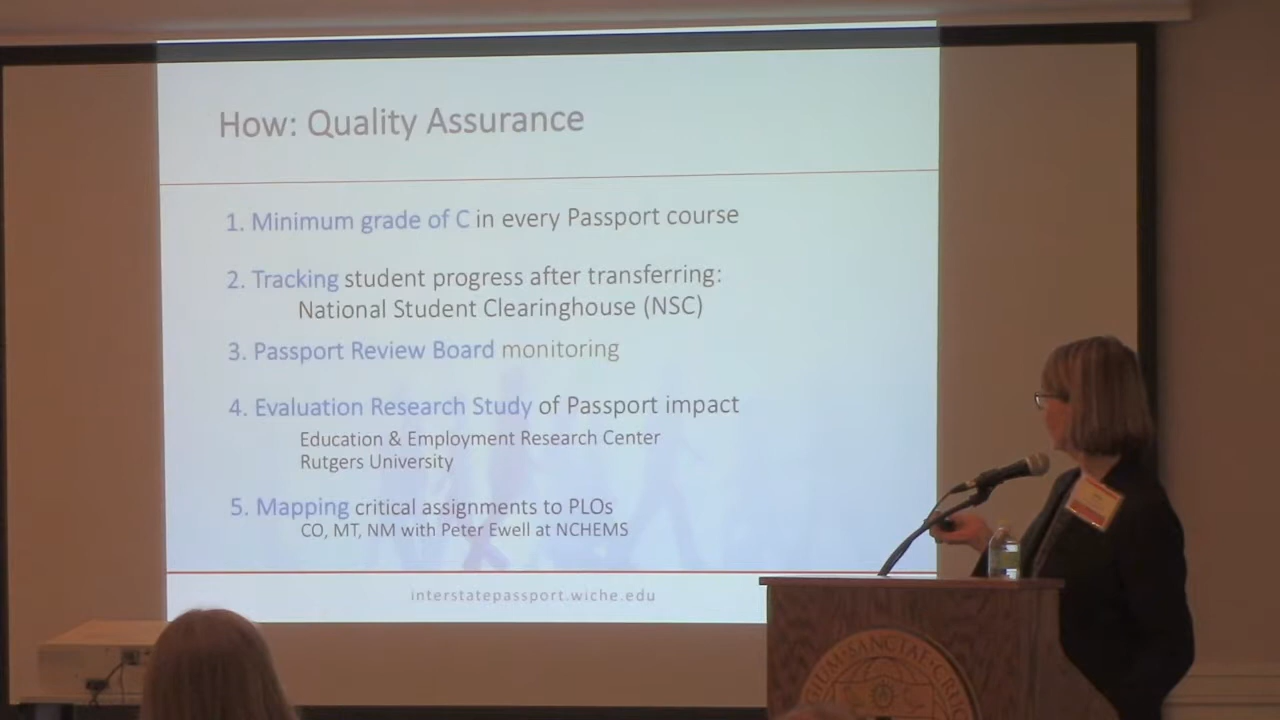 How: Quality Assurance
1. Minimum grade of C in every Passport course
2. Tracking student progress after transferring:
National Student Clearinghouse (NSC)
3. Passport Review Board monitoring
4. Evaluation Research Study of Passport impact
Education & Employment Research Center
Rutgers University
5. Mapping critical assignments to PLOs
CO, MT, NM with Peter Ewell at NCHEMS
interstatepassport.wiche.edu
SANCTAE